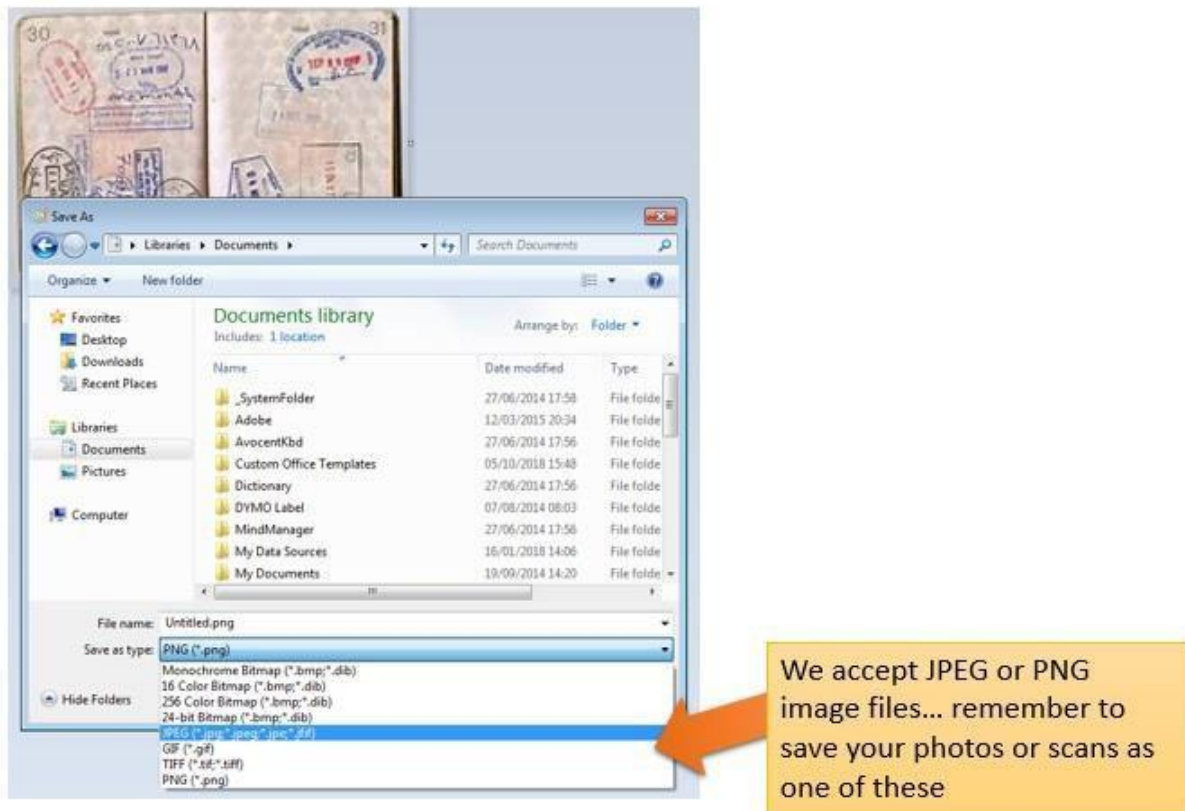 30
31
Save As
Libraries Documents
Search Documents
Organize New folder
Favorites
Desktop
Downloads
Recent Places
Libraries
Documents
Pictures
Computer
Documents library
Includes: 1 location
Arrange by: Folder
Name Date modified Type
_SystemFolder 27/06/2014 17:58 File folde
Adobe 12/03/2015 20:34 File folde
AvocentKbd 27/06/2014 17:56 File folde
Custom Office Templates 05/10/2018 15:48 File folde
Dictionary 27/06/2014 17:56 File folde
DYMO Label 07/08/2014 08:03 File folde
MindManager 27/06/2014 17:56 File folde
My Data Sources 16/01/2018 14:06 File folde
My Documents 19/09/2014 14:20 File folde
File name: Untitled.png
Save as type: PNG (*.png)
Monochrome Bitmap (*.bmp;*.dib)
16 Color Bitmap (*.bmp;*.dib)
256 Color Bitmap (*.bmp;*.dib)
24-bit Bitmap (*.bmp;*.dib)
JPEG (*.jpg;*.jpeg;*.jpe;*.jfif)
GIF (*.gif)
TIFF (*.tif;*.tiff)
PNG (*.png)
Hide Folders
We accept JPEG or PNG
image files... remember to
save your photos or scans as
one of these